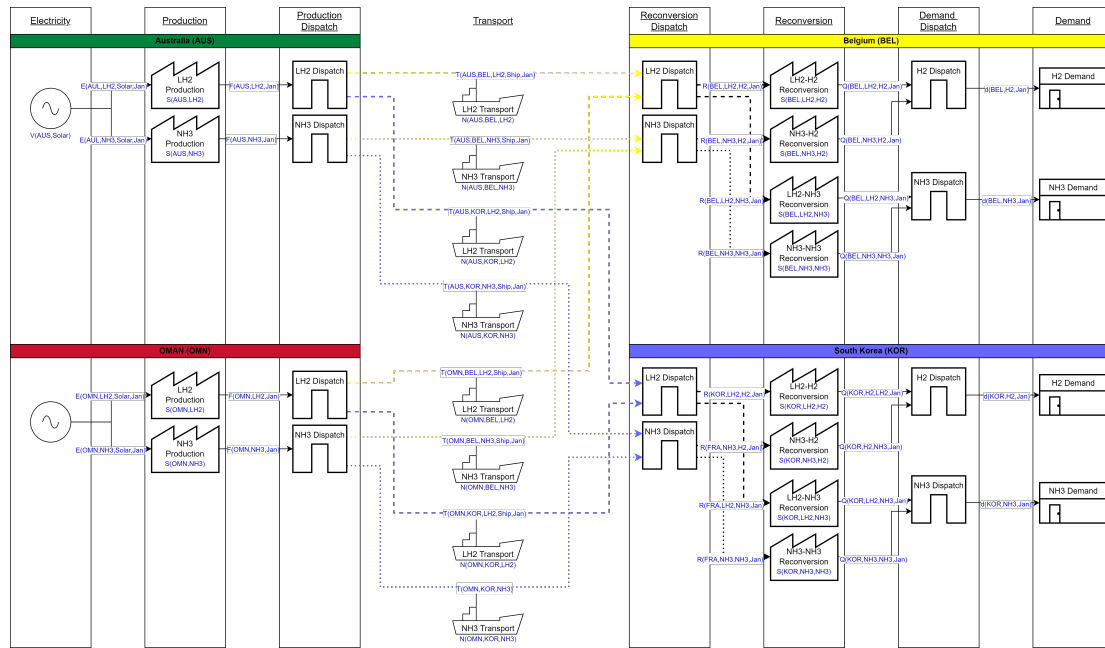 Electricity
Production
Production
Dispatch
Transport
Reconversion
Dispatch
Reconversion
Demand
Dispatch
Demand
Australia (AUS)
Belgium (BEL)
V(AUS,Solar)
E(AUL,LH2,Solar,Jan)
E(AUL,NH3,Solar,Jan)
LH2
Production
S(AUS,LH2)
NH3
Production
S(AUS,NH3)
F(AUS,LH2,Jan)
F(AUS,NH3,Jan)
LH2 Dispatch
NH3 Dispatch
T(AUS,BEL,LH2,Ship,Jan)
LH2 Transport
N(AUS,BEL,LH2)
T(AUS,BEL,NH3,Ship,Jan)
NH3 Transport
N(AUS,BEL,NH3)
T(AUS,KOR,LH2,Ship,Jan)
LH2 Transport
N(AUS,KOR,LH2)
T(AUS,KOR,NH3,Ship,Jan)
NH3 Transport
N(AUS,KOR,NH3)
LH2 Dispatch
NH3 Dispatch
R(BEL,LH2,H2,Jan)
R(BEL,NH3,H2,Jan)
R(BEL,LH2,NH3,Jan)
R(BEL,NH3,NH3,Jan)
LH2-H2
Reconversion
S(BEL,LH2,H2)
NH3-H2
Reconversion
S(BEL,NH3,H2)
LH2-NH3
Reconversion
S(BEL,LH2,NH3)
NH3-NH3
Reconversion
S(BEL,NH3,NH3)
Q(BEL,LH2,H2,Jan)
Q(BEL,NH3,H2,Jan)
Q(BEL,LH2,NH3,Jan)
Q(BEL,NH3,NH3,Jan)
H2 Dispatch
NH3 Dispatch
d(BEL,H2,Jan)
d(BEL,NH3,Jan)
H2 Demand
NH3 Demand
OMAN (OMN)
South Korea (KOR)
E(OMN,LH2,Solar,Jan)
E(OMN,NH3,Solar,Jan)
LH2
Production
S(OMN,LH2)
NH3
Production
S(OMN,NH3)
F(OMN,LH2,Jan)
F(OMN,NH3,Jan)
LH2 Dispatch
NH3 Dispatch
T(OMN,BEL,LH2,Ship,Jan)
LH2 Transport
N(OMN,BEL,LH2)
T(OMN,BEL,NH3,Ship,Jan)
NH3 Transport
N(OMN,BEL,NH3)
T(OMN,KOR,LH2,Ship,Jan)
LH2 Transport
N(OMN,KOR,LH2)
T(OMN,KOR,NH3)
NH3 Transport
N(OMN,KOR,NH3)
LH2 Dispatch
NH3 Dispatch
R(KOR,LH2,H2,Jan)
R(FRA,NH3,H2,Jan)
R(FRA,LH2,NH3,Jan)
R(FRA,NH3,NH3,Jan)
LH2-H2
Reconversion
S(KOR,LH2,H2)
NH3-H2
Reconversion
S(KOR,NH3,H2)
LH2-NH3
Reconversion
S(KOR,LH2,NH3)
NH3-NH3
Reconversion
S(KOR,NH3,NH3)
Q(KOR,H2,LH2,Jan)
Q(KOR,H2,NH3,Jan)
Q(KOR,LH2,NH3,Jan)
Q(KOR,NH3,NH3,Jan)
H2 Dispatch
NH3 Dispatch
d(KOR,H2,Jan)
d(KOR,NH3,Jan)
H2 Demand
NH3 Demand